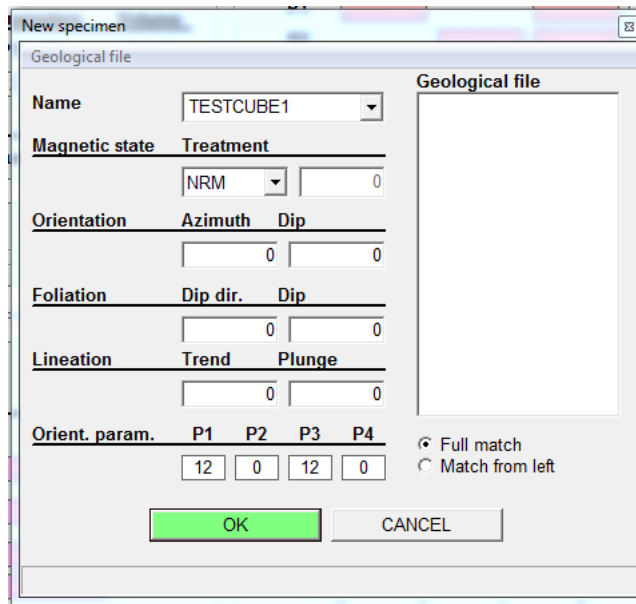 New specimen
Geological file
Geological file
Name TESTCUBE1
Magnetic state Treatment
NRM 0
Orientation Azimuth Dip
0 0
Foliation Dip dir. Dip
0 0
Lineation Trend Plunge
0 0
Orient. param. P1 P2 P3 P4
12 0 12 0
Full match
Match from left
OK CANCEL